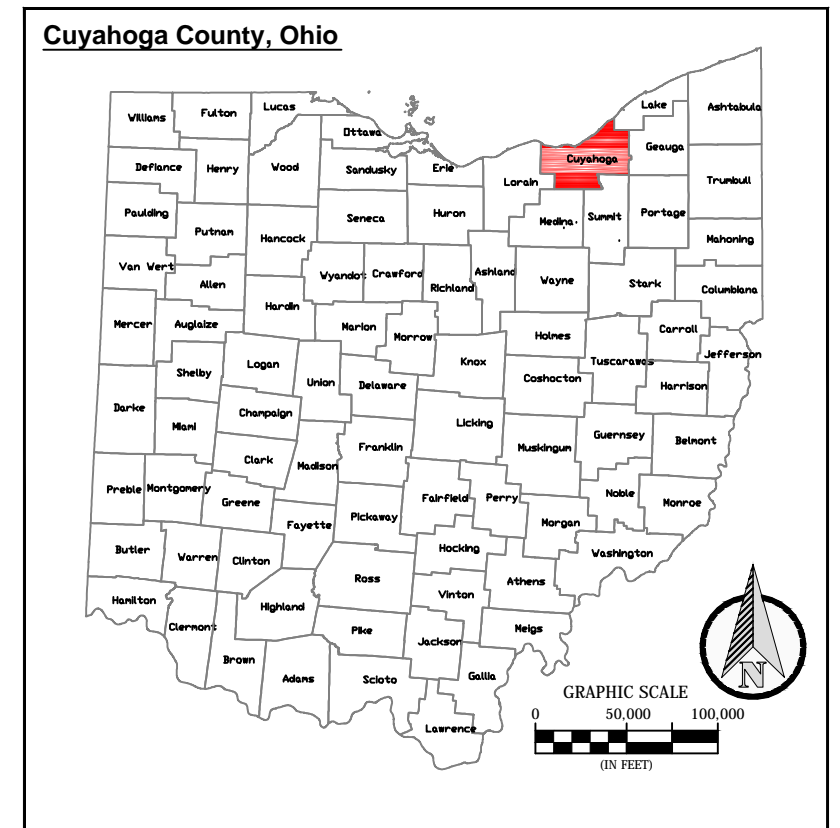 Cuyahoga County, Ohio
Lake
Ashtabula
Williams
Fulton
Lucas
Ottawa
Geauga
Cuyahoga
Defiance
Henry
Wood
Sandusky
Erie
Lorain
Trumbull
Paulding
Putnam
Hancock
Seneca
Huron
Medina
Summit
Portage
Mahoning
Van Wert
Allen
Wyandot
Crawford
Richland
Ashland
Wayne
Stark
Columbiana
Hardin
Mercer
Auglaize
Marion
Morrow
Holmes
Carroll
Jefferson
Shelby
Logan
Union
Delaware
Knox
Coshocton
Tuscarawas
Harrison
Darke
Miami
Champaign
Licking
Franklin
Muskingum
Guernsey
Belmont
Clark
Madison
Preble
Montgomery
Greene
Fairfield
Perry
Noble
Monroe
Fayette
Pickaway
Morgan
Butler
Warren
Clinton
Hocking
Washington
Ross
Athens
Vinton
Hamilton
Highland
Clermont
Pike
Jackson
Meigs
Brown
Adams
Scioto
Gallia
Lawrence
N
GRAPHIC SCALE
0 50,000 100,000
(IN FEET)